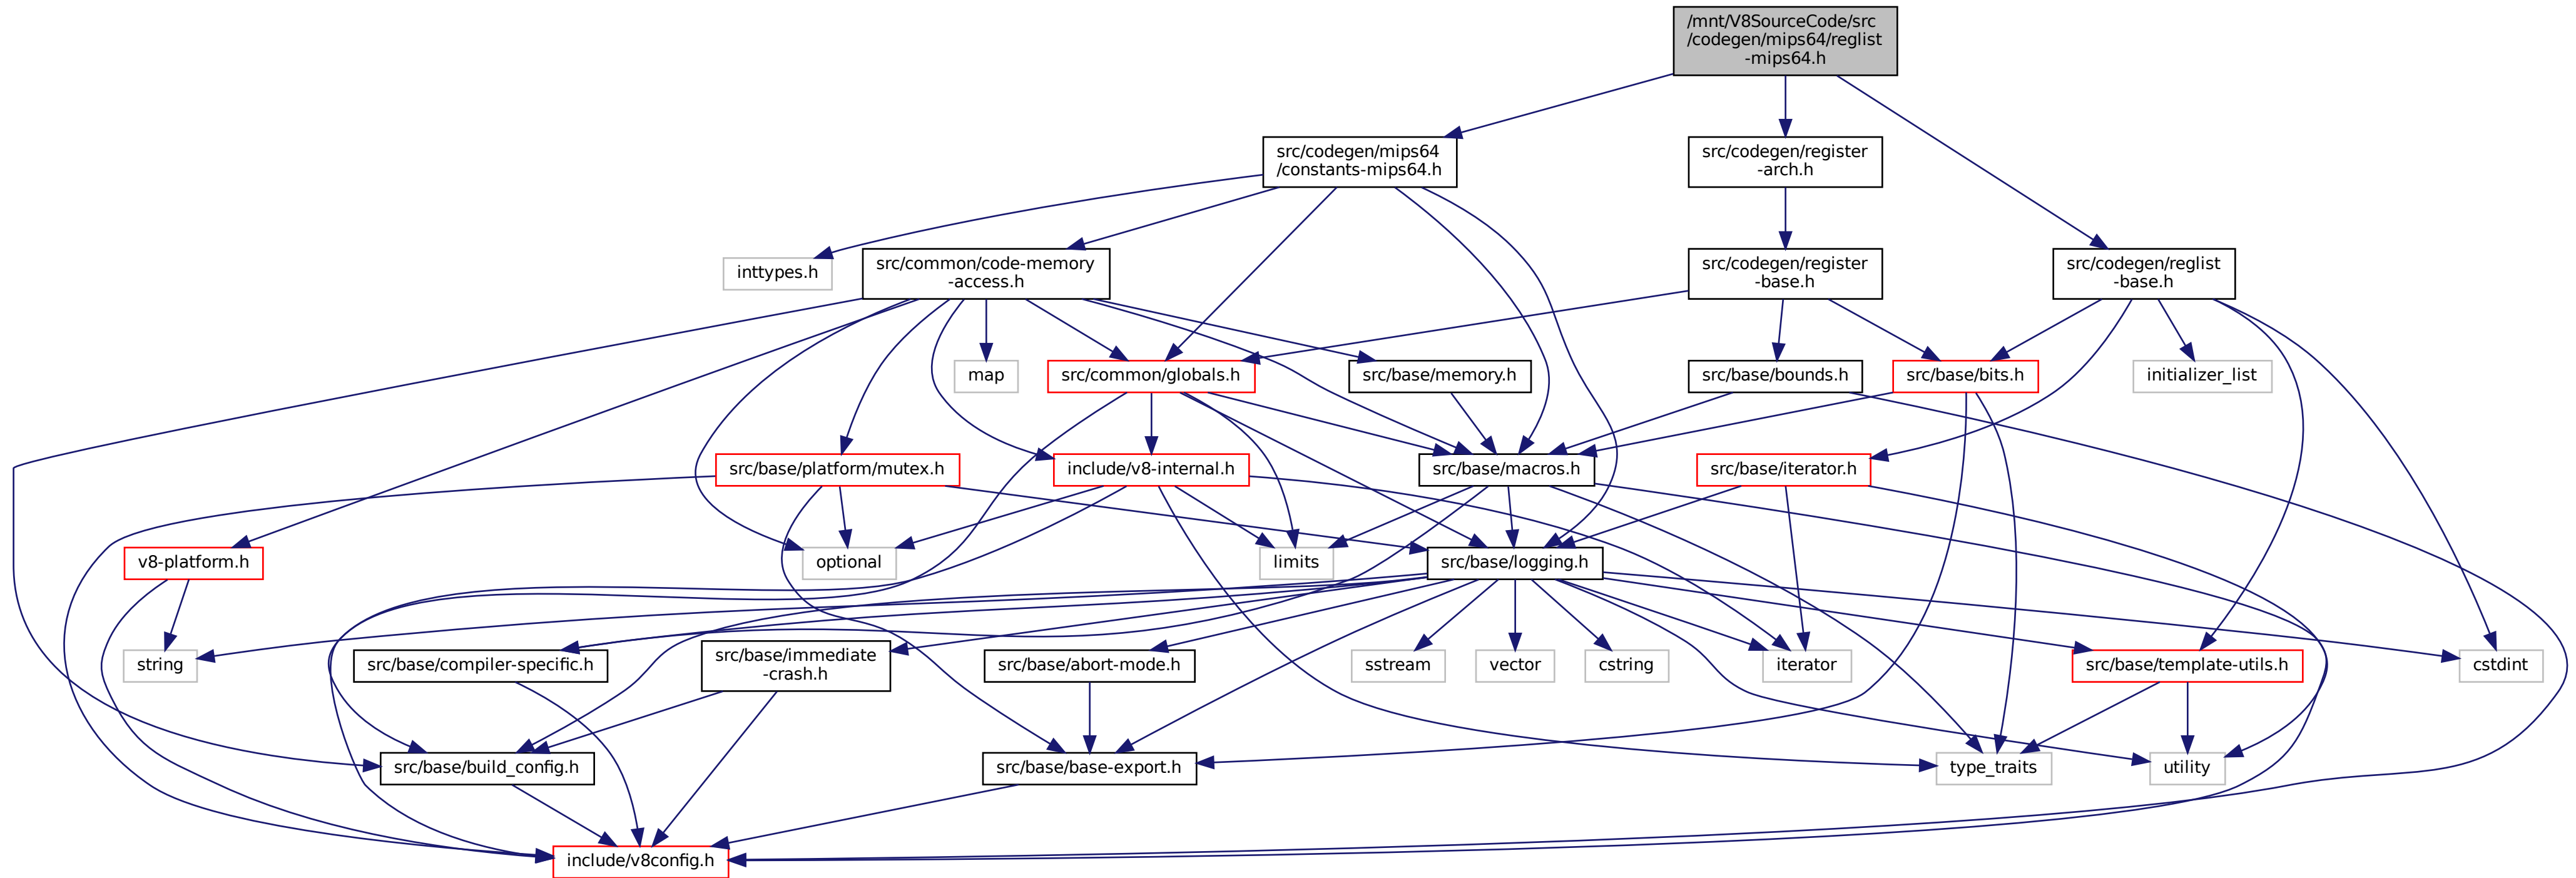 /mnt/V8SourceCode/src
/codegen/mips64/reglist
-mips64.h
src/codegen/mips64
/constants-mips64.h
src/codegen/register
-arch.h
inttypes.h
src/common/code-memory
-access.h
src/codegen/register
-base.h
src/codegen/reglist
-base.h
map
src/common/globals.h
src/base/memory.h
src/base/bounds.h
src/base/bits.h
initializer_list
src/base/platform/mutex.h
include/v8-internal.h
src/base/macros.h
src/base/iterator.h
v8-platform.h
optional
limits
src/base/logging.h
string
src/base/compiler-specific.h
src/base/immediate
-crash.h
src/base/abort-mode.h
sstream
vector
cstring
iterator
src/base/template-utils.h
cstdint
src/base/build_config.h
src/base/base-export.h
type_traits
utility
include/v8config.h